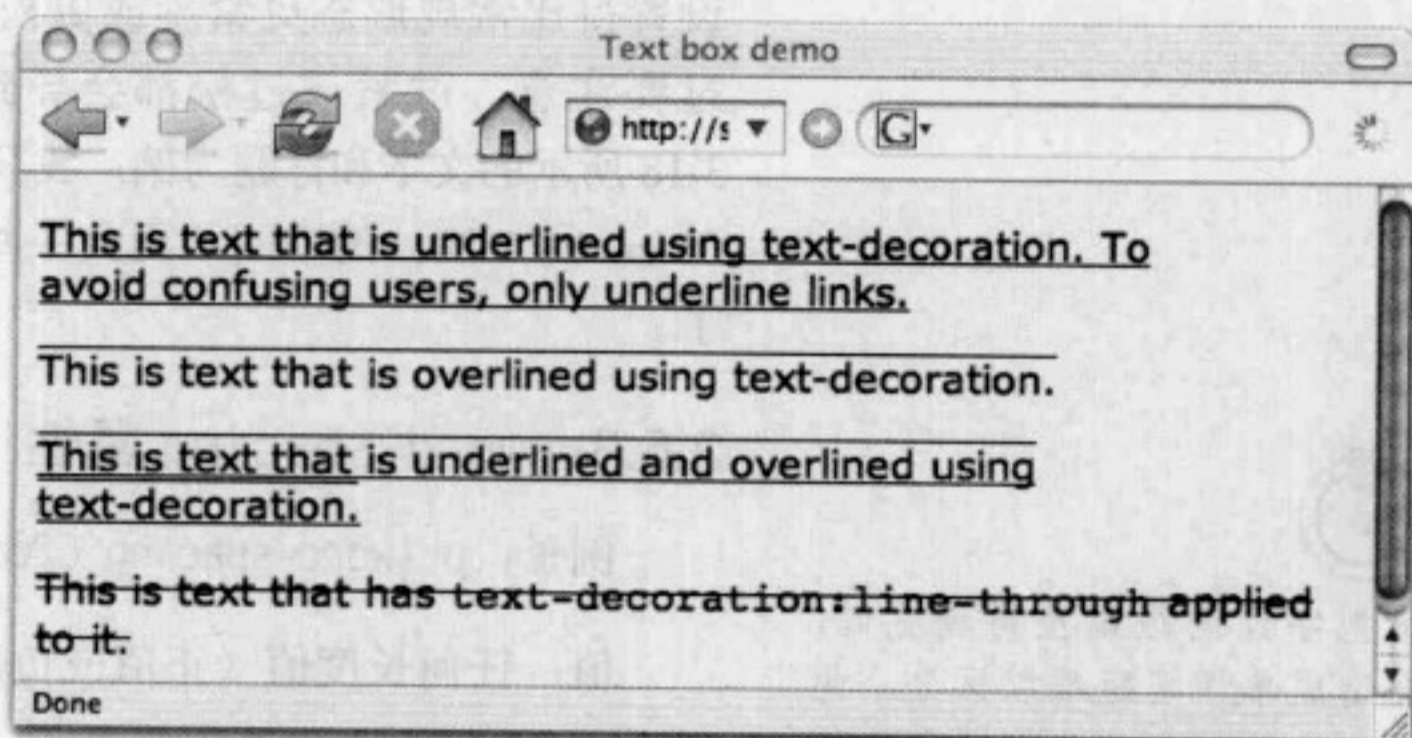 Text box demo
http://s
G
This is text that is underlined using text-decoration. To
avoid confusing users, only underline links.
This is text that is overlined using text-decoration.
This is text that is underlined and overlined using
text-decoration.
This is text that has text-decoration:line-through applied
to it.
Done